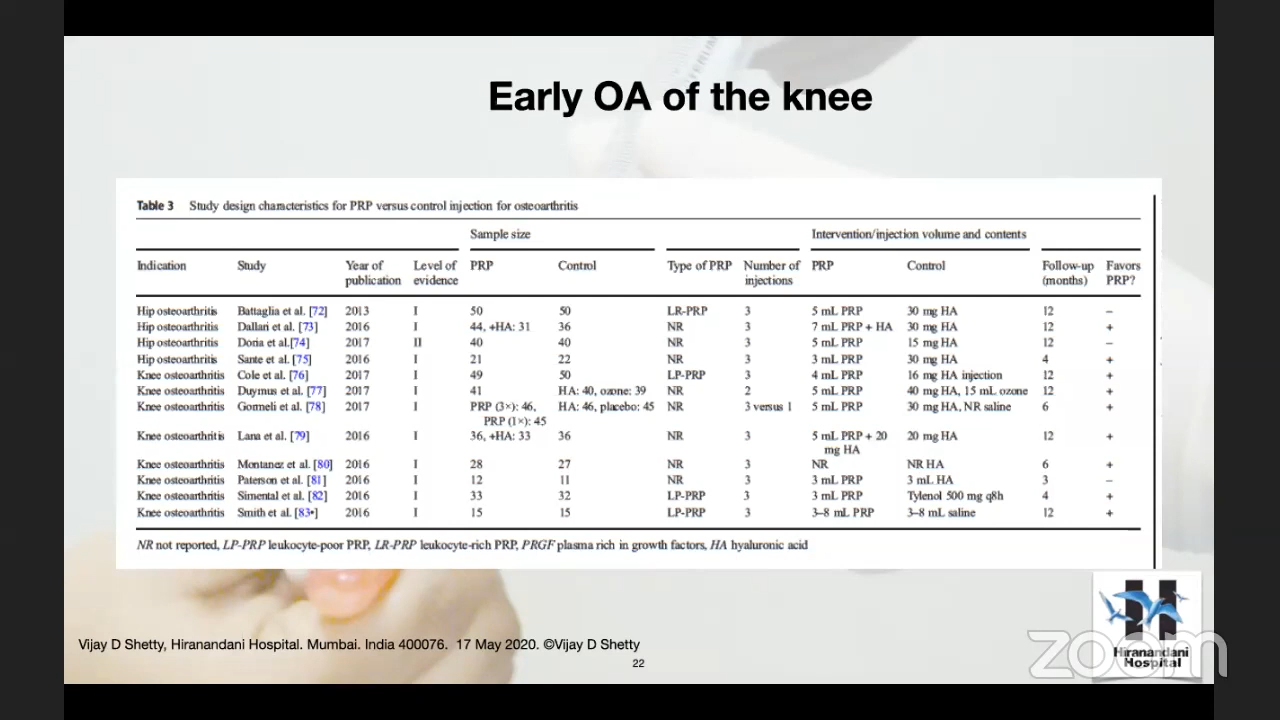 Early OA of the knee
Table 3 Study design characteristics for PRP versus control injection for osteoarthritis
Sample size Intervention/injection volume and contents
Indication Study Year of publication Level of evidence PRP Control Type of PRP Number of injections PRP Control Follow-up (months) Favors PRP?
Hip osteoarthritis Battaglia et al. [72] 2013 I 50 50 LR-PRP 3 5 mL PRP 30 mg HA 12 –
Hip osteoarthritis Dallari et al. [73] 2016 I 44, +HA: 31 36 NR 3 7 mL PRP + HA 30 mg HA 12 +
Hip osteoarthritis Doria et al.[74] 2017 II 40 40 NR 3 5 mL PRP 15 mg HA 12 –
Hip osteoarthritis Sante et al. [75] 2016 I 21 22 NR 3 3 mL PRP 30 mg HA 4 +
Knee osteoarthritis Cole et al. [76] 2017 I 49 50 LP-PRP 3 4 mL PRP 16 mg HA injection 12 +
Knee osteoarthritis Duymus et al. [77] 2017 I 41 HA: 40, ozone: 39 NR 2 5 mL PRP 40 mg HA, 15 mL ozone 12 +
Knee osteoarthritis Gormeli et al. [78] 2017 I PRP (3×): 46, PRP (1×): 45 HA: 46, placebo: 45 NR 3 versus 1 5 mL PRP 30 mg HA, NR saline 6 +
Knee osteoarthritis Lana et al. [79] 2016 I 36, +HA: 33 36 NR 3 5 mL PRP + 20 mg HA 20 mg HA 12 +
Knee osteoarthritis Montanez et al. [80] 2016 I 28 27 NR 3 NR NR HA 6 +
Knee osteoarthritis Paterson et al. [81] 2016 I 12 11 NR 3 3 mL PRP 3 mL HA 3 –
Knee osteoarthritis Simental et al. [82] 2016 I 33 32 LP-PRP 3 3 mL PRP Tylenol 500 mg q8h 4 +
Knee osteoarthritis Smith et al. [83•] 2016 I 15 15 LP-PRP 3 3–8 mL PRP 3–8 mL saline 12 +
NR not reported, LP-PRP leukocyte-poor PRP, LR-PRP leukocyte-rich PRP, PRGF plasma rich in growth factors, HA hyaluronic acid
Vijay D Shetty, Hiranandani Hospital. Mumbai. India 400076. 17 May 2020. ©Vijay D Shetty
22
H
Hiranandani
Hospital
zoom